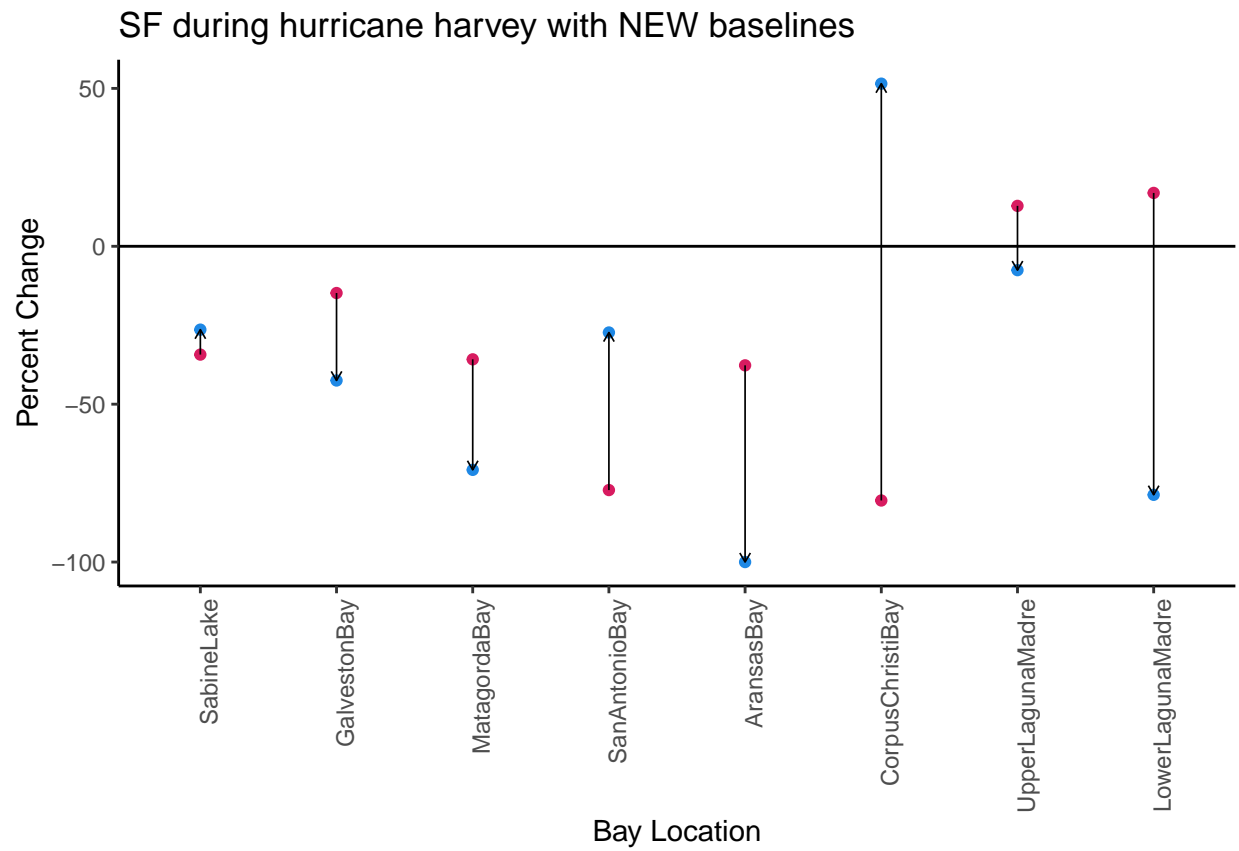 SF during hurricane harvey with NEW baselines
50
0
−50
−100
Percent Change
SabineLake
GalvestonBay
MatagordaBay
SanAntonioBay
AransasBay
CorpusChristiBay
UpperLagunaMadre
LowerLagunaMadre
Bay Location